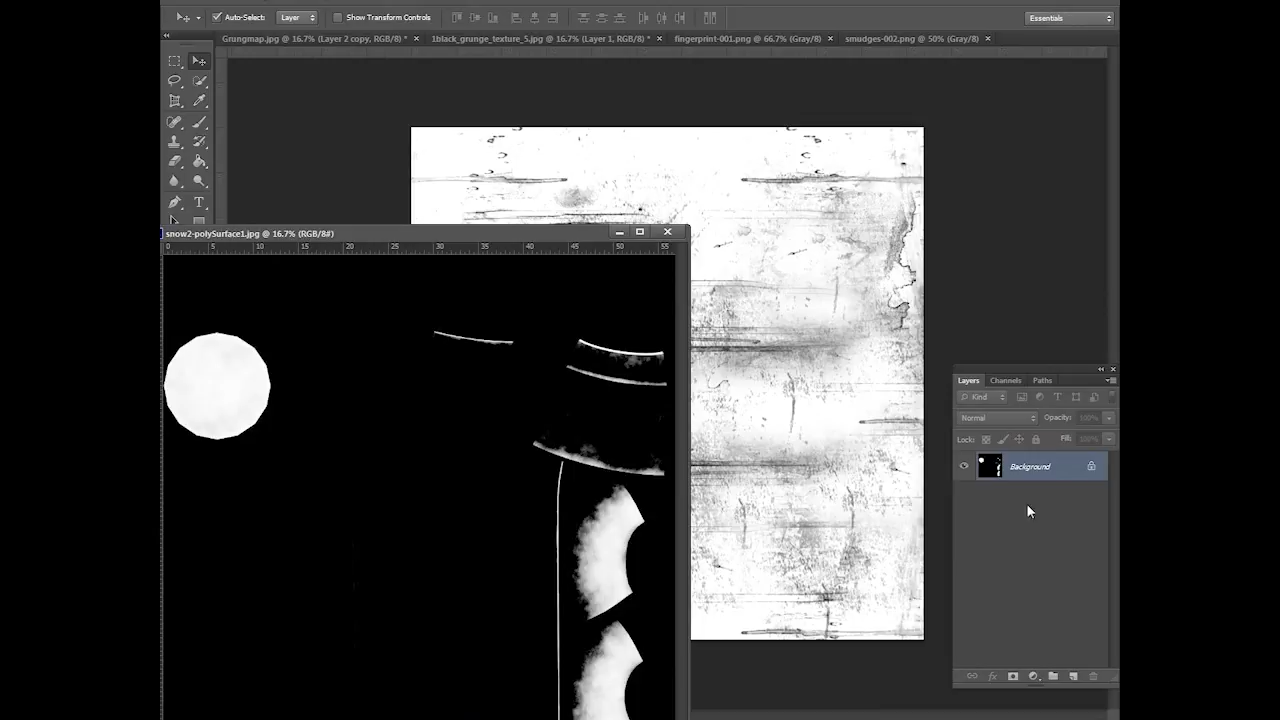 Auto-Select: Layer Show Transform Controls Essentials
Grungmap.jpg @ 16.7% (Layer 2 copy, RGB/8) * 1black_grunge_texture_5.jpg @ 16.7% (Layer 1, RGB/8) * fingerprint-001.png @ 66.7% (Gray/8) smudges-002.png @ 50% (Gray/8)
snow2-polySurface1.jpg @ 16.7% (RGB/8#)
0 5 10 15 20 25 30 35 40 45 50 55
Layers Channels Paths
Kind
Normal Opacity: 100%
Lock: Fill: 100%
Background